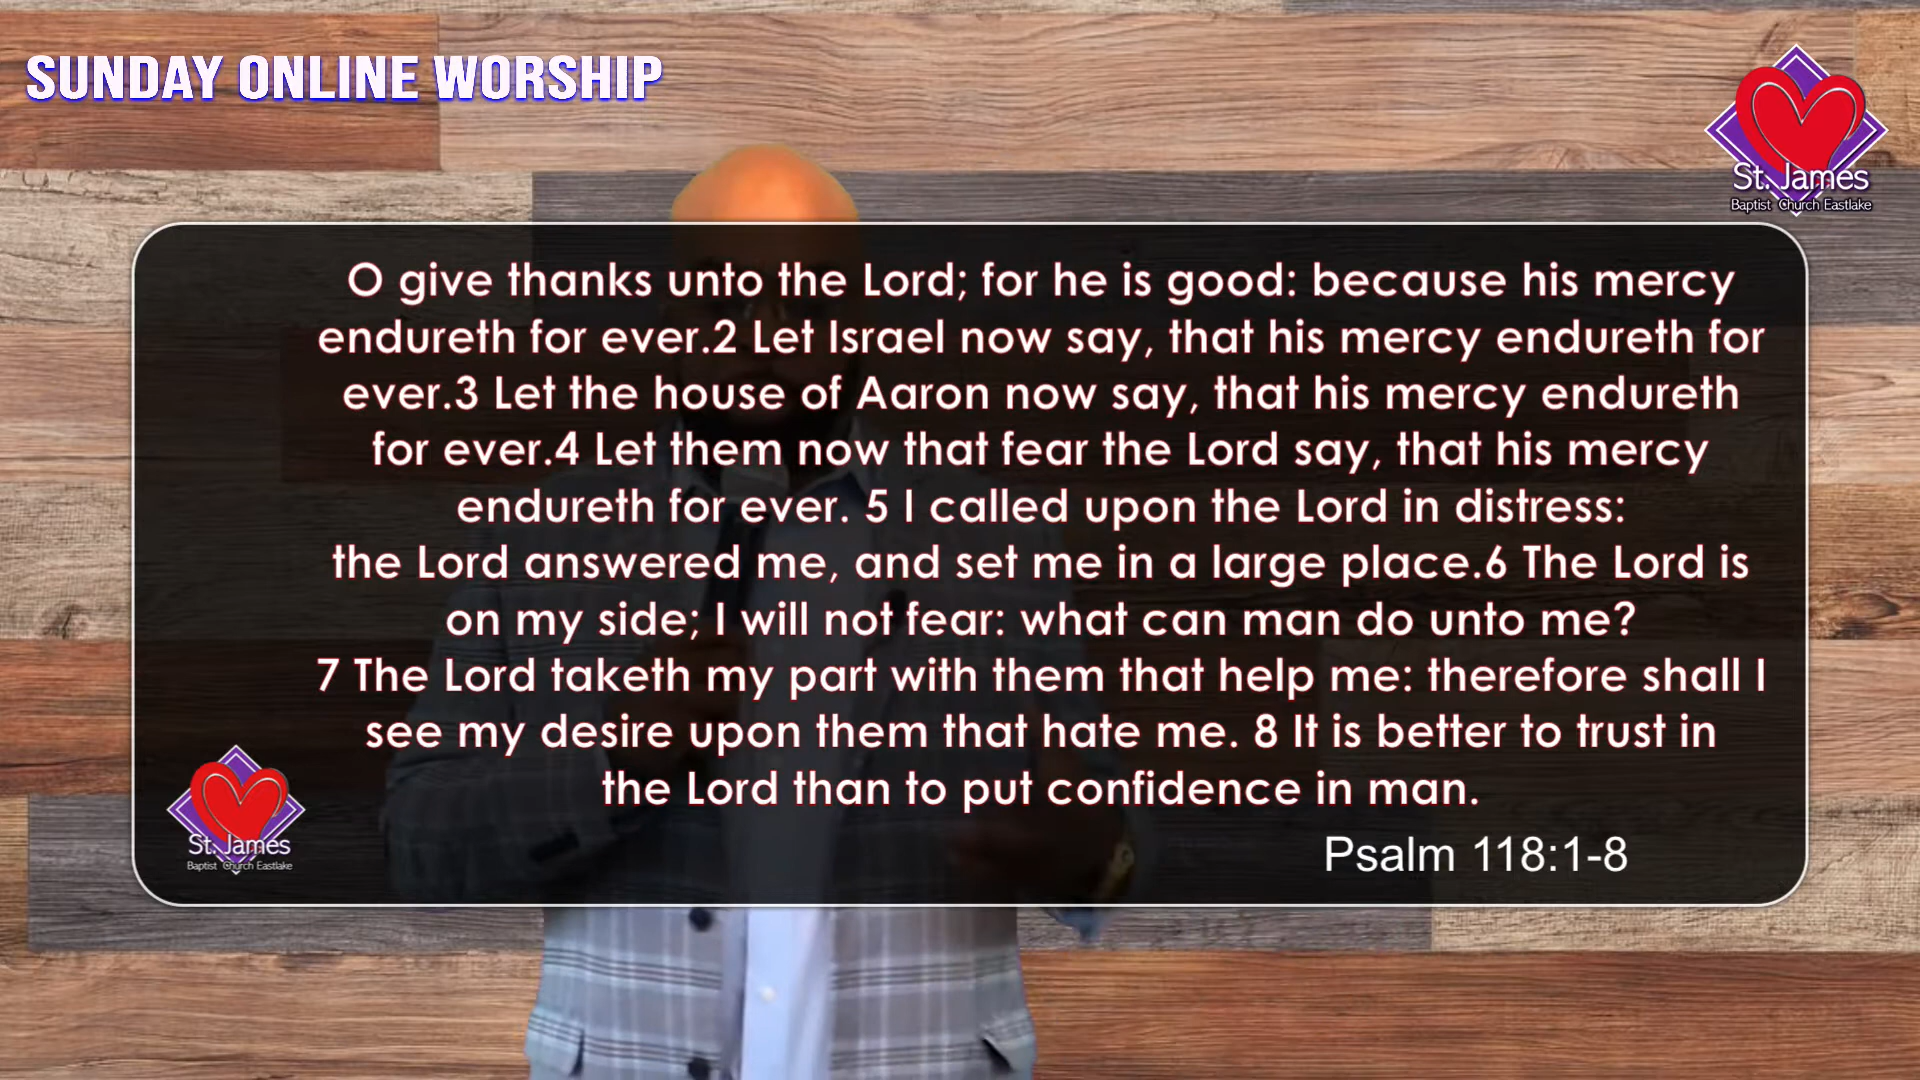 SUNDAY ONLINE WORSHIP
St. James
Baptist Church Eastlake
O give thanks unto the Lord; for he is good: because his mercy
endureth for ever.2 Let Israel now say, that his mercy endureth for
ever.3 Let the house of Aaron now say, that his mercy endureth
for ever.4 Let them now that fear the Lord say, that his mercy
endureth for ever. 5 I called upon the Lord in distress:
the Lord answered me, and set me in a large place.6 The Lord is
on my side; I will not fear: what can man do unto me?
7 The Lord taketh my part with them that help me: therefore shall I
see my desire upon them that hate me. 8 It is better to trust in
the Lord than to put confidence in man.
St. James
Baptist Church Eastlake
Psalm 118:1-8